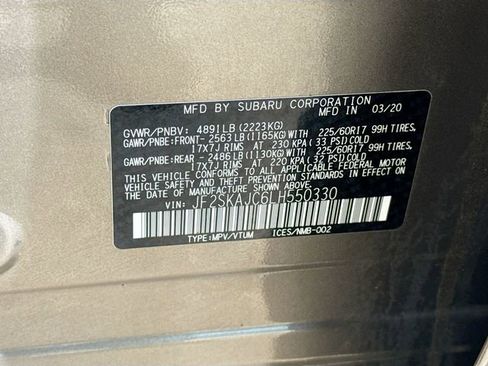 MFD BY SUBARU CORPORATION
MFD IN 03/20
GVWR/PNBV: 4891LB(2223KG)
GAWR/PNBE:FRONT- 2563LB(1165KG)WITH 225/60R17 99H TIRES,
17X7J RIMS AT 230 KPA(33 PSI)COLD
GAWR/PNBE:REAR - 2486LB(1130KG)WITH 225/60R17 99H TIRES,
17X7J RIMS AT 220 KPA(32 PSI)COLD
THIS VEHICLE CONFORMS TO ALL APPLICABLE FEDERAL MOTOR
VEHICLE SAFETY STANDARDS IN EFFECT ON THE
DATE OF MANUFACTURE SHOWN ABOVE.
VIN: JF2SKAJC6LH550330
TYPE:MPV/VTUM ICES/NMB-002